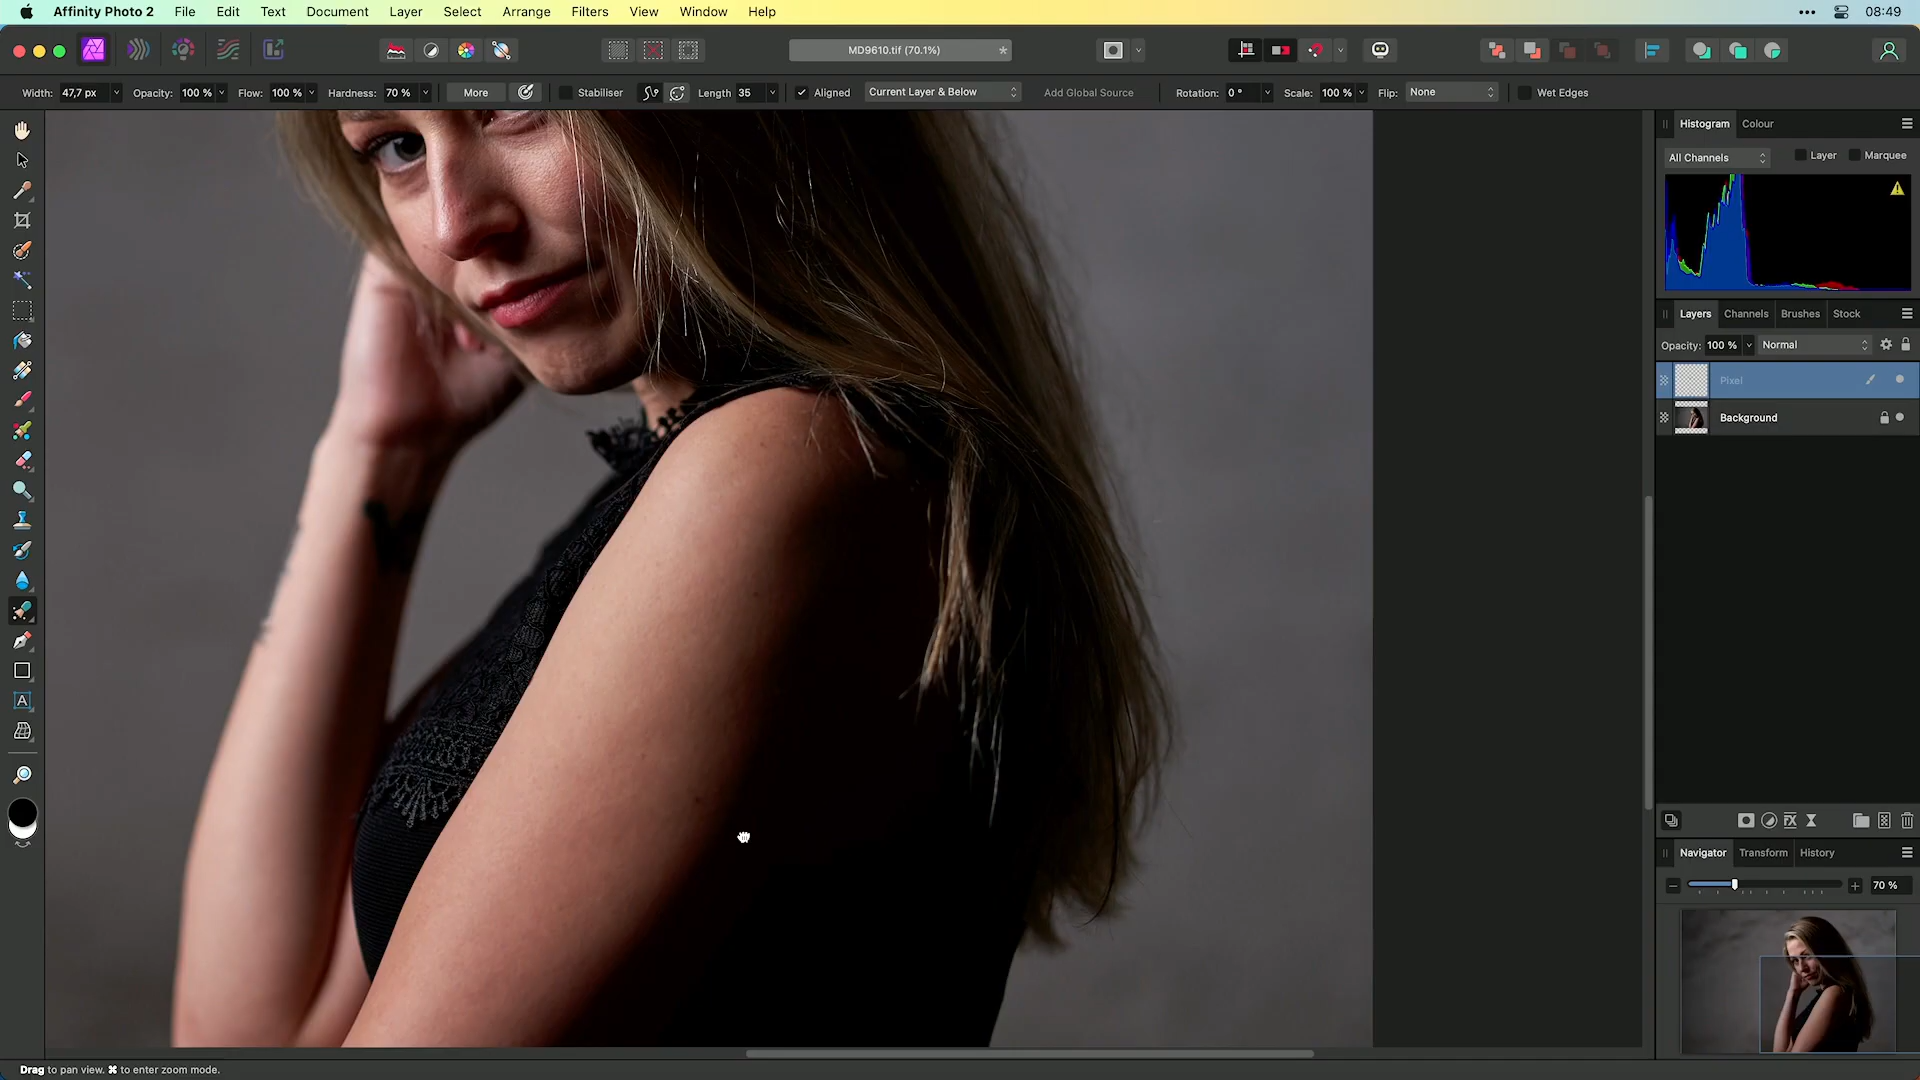 Affinity Photo 2 File Edit Text Document Layer Select Arrange Filters View Window Help 08:49
MD9610.tif (70.1%)
Width: 47,7 px Opacity: 100 % Flow: 100 % Hardness: 70 % More Stabiliser Length 35 Aligned Current Layer & Below Add Global Source Rotation: 0 ° Scale: 100 % Flip: None Wet Edges
Histogram Colour
All Channels Layer Marquee
Layers Channels Brushes Stock
Opacity: 100 % Normal
Pixel
Background
Navigator Transform History
70 %
Drag to pan view. ⌘ to enter zoom mode.